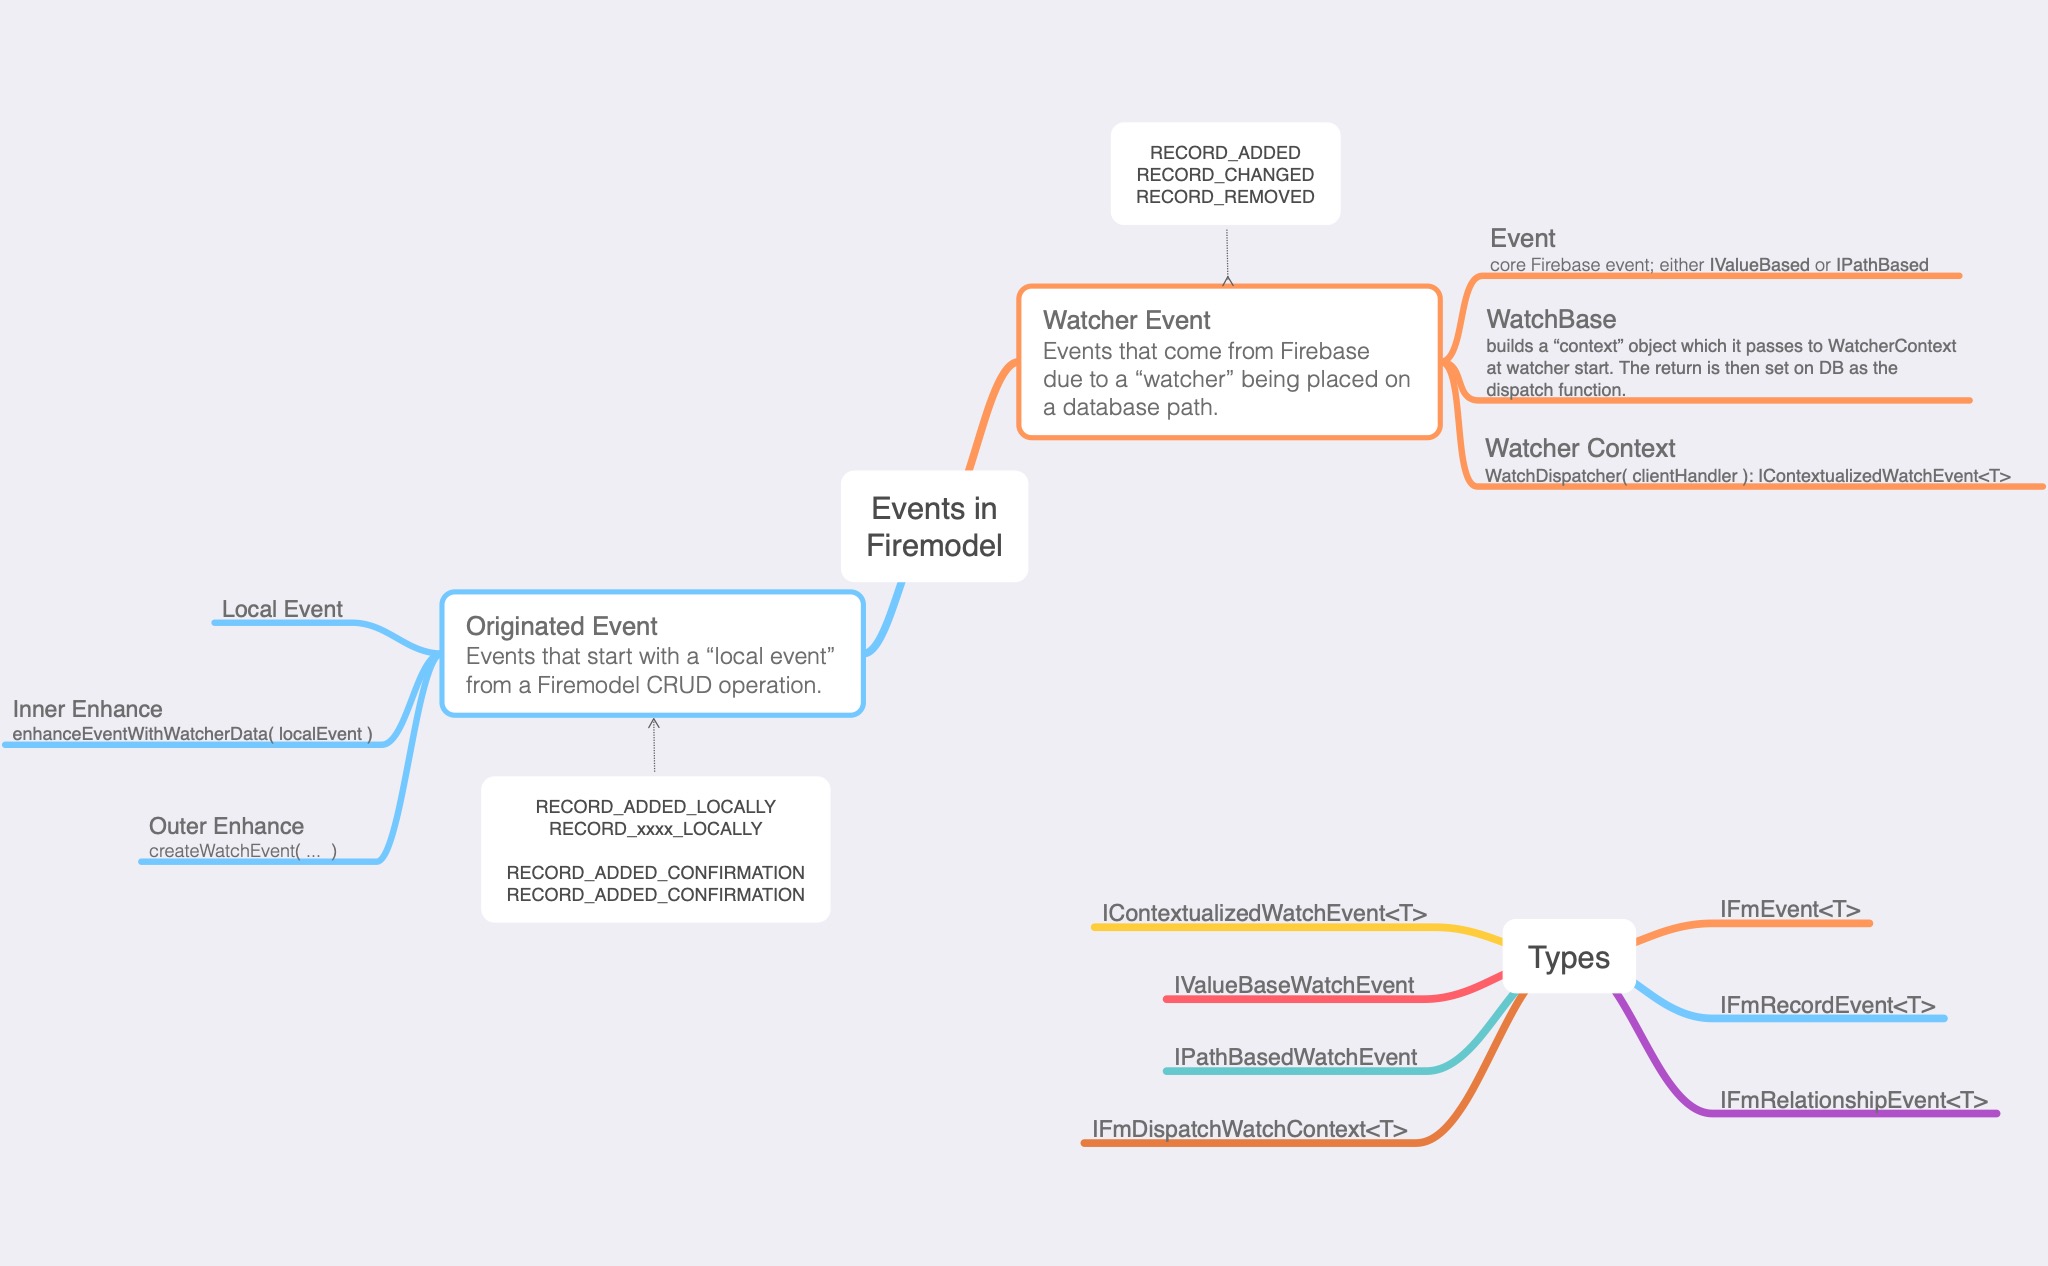 RECORD_ADDED
RECORD_CHANGED
RECORD_REMOVED
Event
core Firebase event; either IValueBased or IPathBased
Watcher Event
Events that come from Firebase
due to a “watcher” being placed on
a database path.
WatchBase
builds a “context” object which it passes to WatcherContext
at watcher start. The return is then set on DB as the
dispatch function.
Watcher Context
WatchDispatcher( clientHandler ): IContextualizedWatchEvent<T>
Events in
Firemodel
Local Event
Originated Event
Events that start with a “local event”
from a Firemodel CRUD operation.
Inner Enhance
enhanceEventWithWatcherData( localEvent )
Outer Enhance
createWatchEvent( ...  )
RECORD_ADDED_LOCALLY
RECORD_xxxx_LOCALLY
RECORD_ADDED_CONFIRMATION
RECORD_ADDED_CONFIRMATION
Types
IContextualizedWatchEvent<T>
IValueBaseWatchEvent
IPathBasedWatchEvent
IFmDispatchWatchContext<T>
IFmEvent<T>
IFmRecordEvent<T>
IFmRelationshipEvent<T>